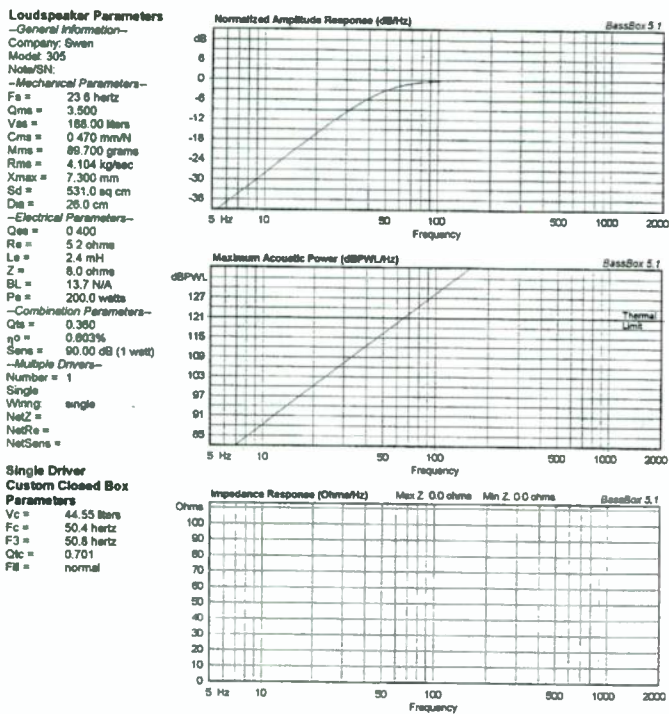 Loudspeaker Parameters
--General Information--
Company: Swan
Model: 305
Note/SN:
--Mechanical Parameters--
Fs = 23.6 hertz
Qms = 3.500
Vas = 168.00 liters
Cms = 0.470 mm/N
Mms = 89.700 grams
Rms = 4.104 kg/sec
Xmax = 7.300 mm
Sd = 531.0 sq cm
Dia = 26.0 cm
--Electrical Parameters--
Qes = 0.400
Re = 5.2 ohms
Le = 2.4 mH
Z = 8.0 ohms
BL = 13.7 N/A
Pe = 200.0 watts
--Combination Parameters--
Qts = 0.360
ηo = 0.603%
Sens = 90.00 dB (1 watt)
--Multiple Drivers--
Number = 1
Single
Wiring: single
NetZ =
NetRe =
NetSens =
Single Driver
Custom Closed Box
Parameters
Vc = 44.55 liters
Fc = 50.4 hertz
F3 = 50.8 hertz
Qtc = 0.701
Fill = normal
Normalized Amplitude Response (dB/Hz)
BassBox 5.1
dB
6
0
-6
-12
-18
-24
-30
-36
5 Hz 10 50 100 500 1000 2000
Frequency
Maximum Acoustic Power (dBPWL/Hz)
BassBox 5.1
dBPWL
127
121
115
109
103
97
91
85
Thermal
Limit
5 Hz 10 50 100 500 1000 2000
Frequency
Impedance Response (Ohms/Hz) Max Z 0.0 ohms Min Z 0.0 ohms
BassBox 5.1
Ohms
100
90
80
70
60
50
40
30
20
10
0
5 Hz 10 50 100 500 1000 2000
Frequency